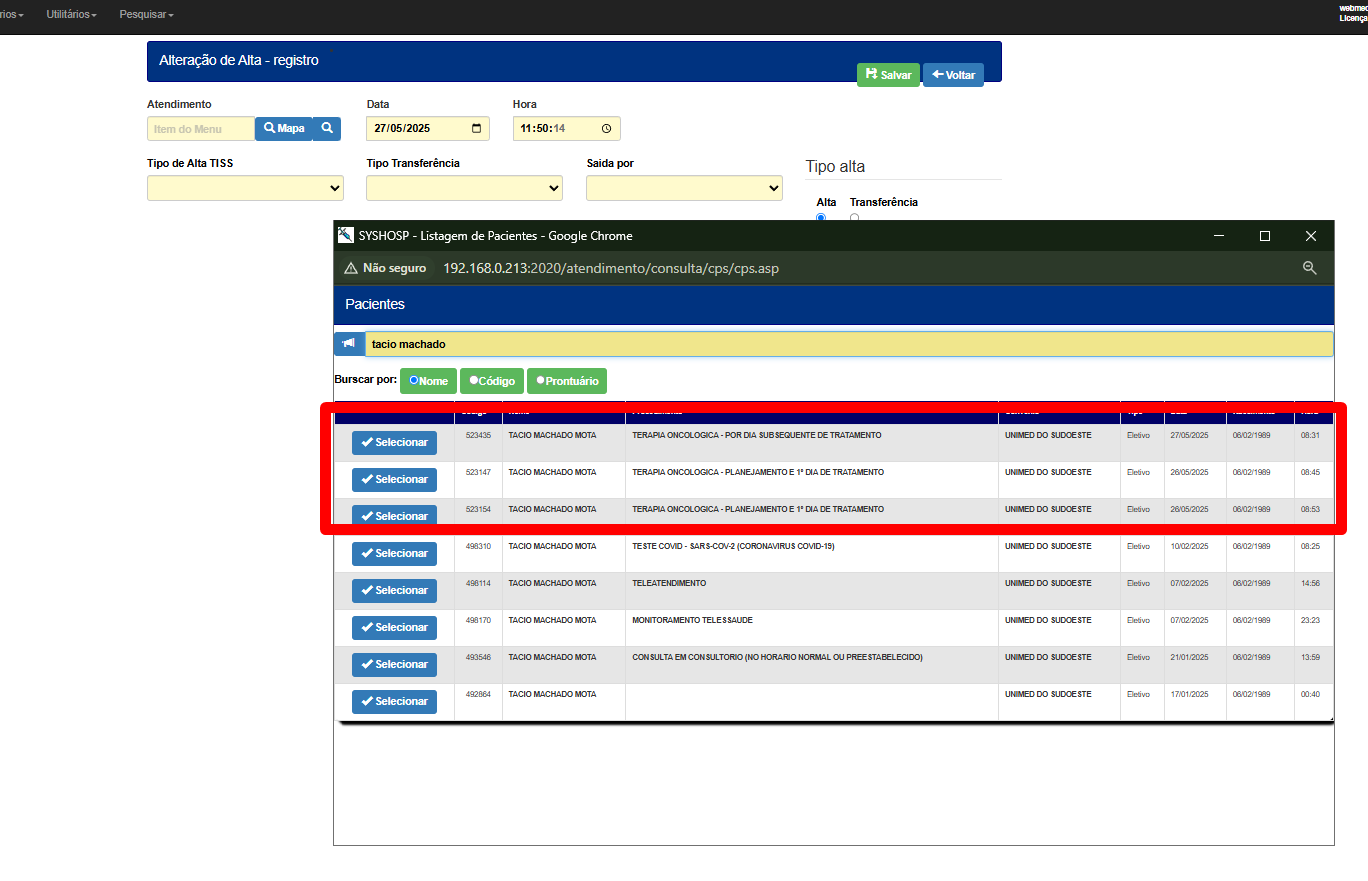 rios Utilitários Pesquisar
webmed
Licença
Alteração de Alta - registro
Salvar Voltar
Atendimento Data Hora
Item do Menu Mapa 27/05/2025 11:50:14
Tipo de Alta TISS Tipo Transferência Saida por Tipo alta
Alta Transferência
SYSHOSP - Listagem de Pacientes - Google Chrome
Não seguro 192.168.0.213:2020/atendimento/consulta/cps/cps.asp
Pacientes
tacio machado
Burscar por: Nome Código Prontuário
Selecionar 523435 TACIO MACHADO MOTA TERAPIA ONCOLOGICA - POR DIA SUBSEQUENTE DE TRATAMENTO UNIMED DO SUDOESTE Eletivo 27/05/2025 06/02/1989 08:31
Selecionar 523147 TACIO MACHADO MOTA TERAPIA ONCOLOGICA - PLANEJAMENTO E 1º DIA DE TRATAMENTO UNIMED DO SUDOESTE Eletivo 26/05/2025 06/02/1989 08:45
Selecionar 523154 TACIO MACHADO MOTA TERAPIA ONCOLOGICA - PLANEJAMENTO E 1º DIA DE TRATAMENTO UNIMED DO SUDOESTE Eletivo 26/05/2025 06/02/1989 08:53
Selecionar 498310 TACIO MACHADO MOTA TESTE COVID - SARS-COV-2 (CORONAVIRUS COVID-19) UNIMED DO SUDOESTE Eletivo 10/02/2025 06/02/1989 08:25
Selecionar 498114 TACIO MACHADO MOTA TELEATENDIMENTO UNIMED DO SUDOESTE Eletivo 07/02/2025 06/02/1989 14:56
Selecionar 498170 TACIO MACHADO MOTA MONITORAMENTO TELESSAUDE UNIMED DO SUDOESTE Eletivo 07/02/2025 06/02/1989 23:23
Selecionar 493546 TACIO MACHADO MOTA CONSULTA EM CONSULTORIO (NO HORARIO NORMAL OU PREESTABELECIDO) UNIMED DO SUDOESTE Eletivo 21/01/2025 06/02/1989 13:59
Selecionar 492864 TACIO MACHADO MOTA UNIMED DO SUDOESTE Eletivo 17/01/2025 06/02/1989 00:40